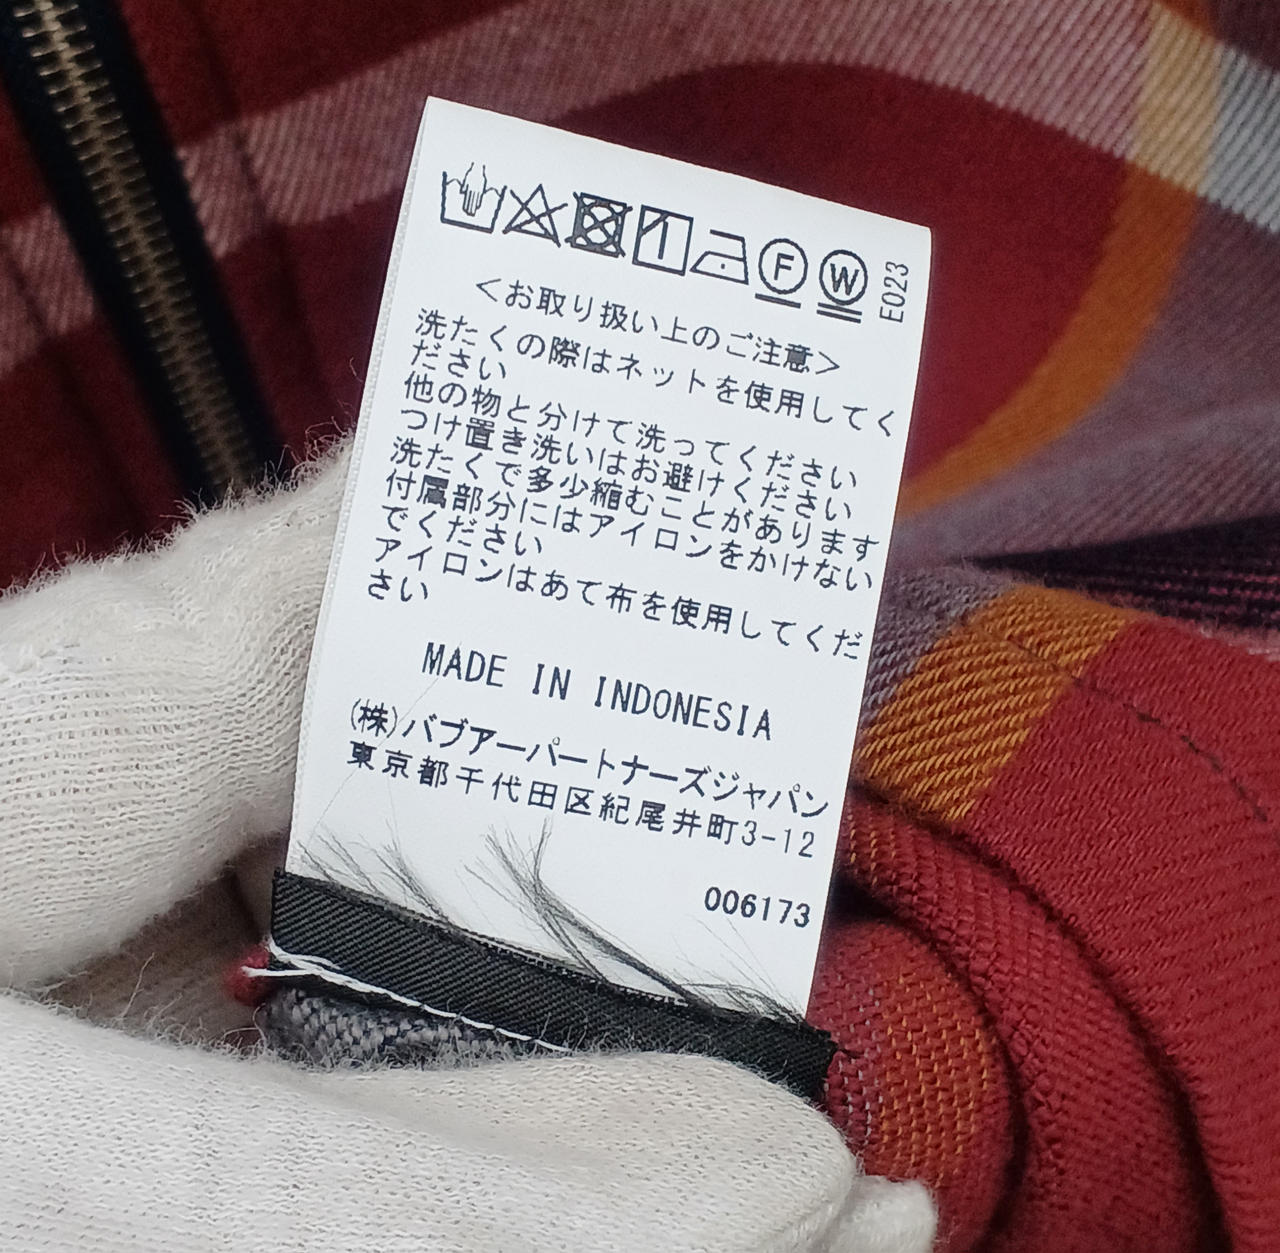 F W E023
<お取り扱い上のご注意>
洗たくの際はネットを使用してく
ださい
他の物と分けて洗ってください
つけ置き洗いはお避けください
洗たくで多少縮むことがあります
付属部分にはアイロンをかけない
でください
アイロンはあて布を使用してくだ
さい
MADE IN INDONESIA
(株)バブアーパートナーズジャパン
東京都千代田区紀尾井町3-12
006173